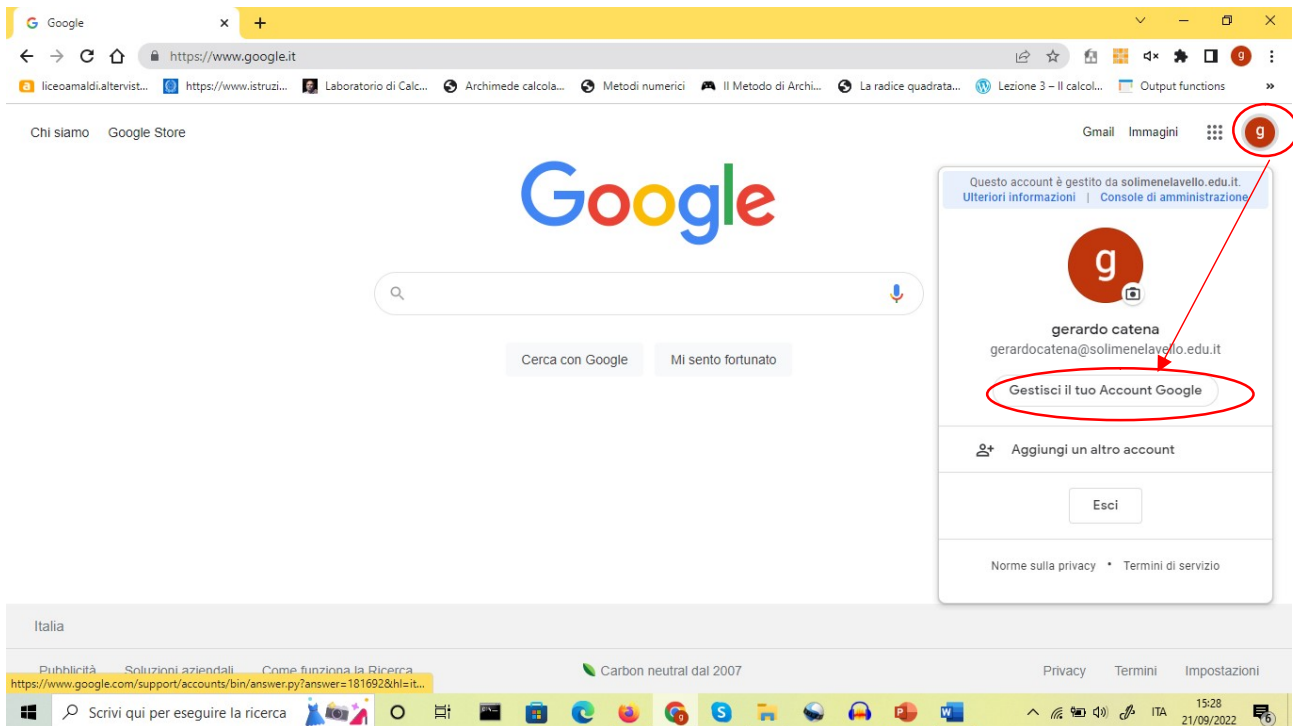 Google
https://www.google.it
g
liceoamaldi.altervist... https://www.istruzi... Laboratorio di Calc... Archimede calcola... Metodi numerici Il Metodo di Archi... La radice quadrata... Lezione 3 – Il calcol... Output functions »
Chi siamo Google Store
Gmail Immagini g
Google
Questo account è gestito da solimenelavello.edu.it.
Ulteriori informazioni | Console di amministrazione
g
gerardo catena
gerardocatena@solimenelavello.edu.it
Cerca con Google Mi sento fortunato
Gestisci il tuo Account Google
Aggiungi un altro account
Esci
Norme sulla privacy • Termini di servizio
Italia
Pubblicità Soluzioni aziendali Come funziona la Ricerca Carbon neutral dal 2007 Privacy Termini Impostazioni
https://www.google.com/support/accounts/bin/answer.py?answer=181692&hl=it...
Scrivi qui per eseguire la ricerca
ITA
15:28
21/09/2022
6